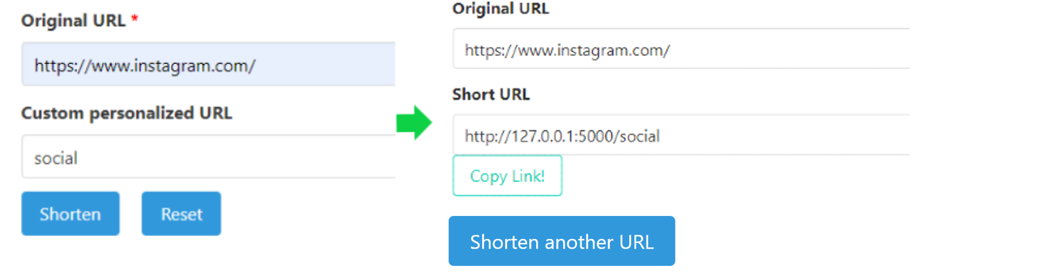 Original URL *
https://www.instagram.com/
Custom personalized URL
social
Shorten Reset
Original URL
https://www.instagram.com/
Short URL
http://127.0.0.1:5000/social
Copy Link!
Shorten another URL